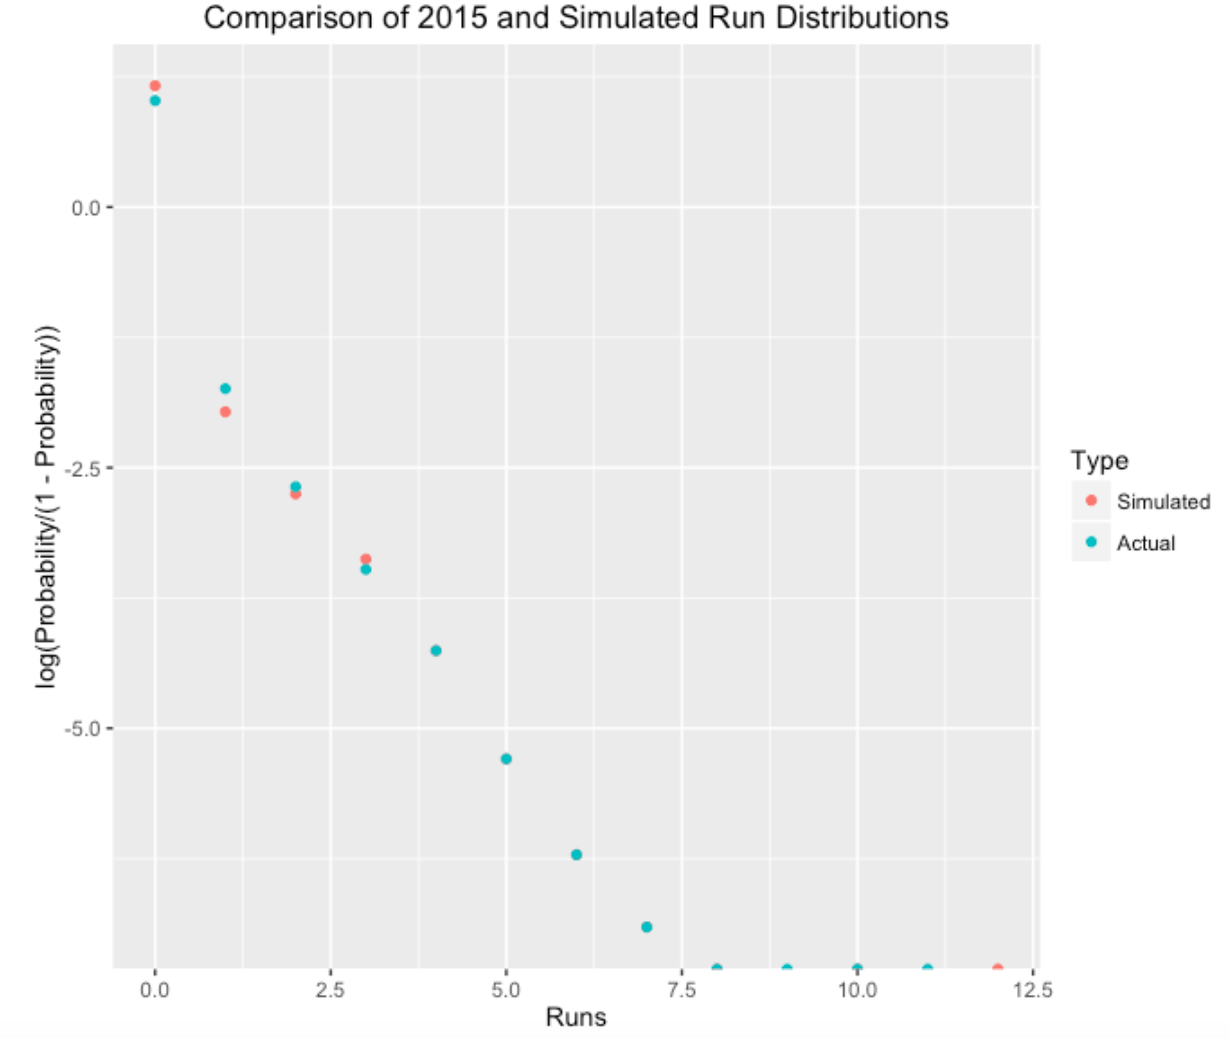 Comparison of 2015 and Simulated Run Distributions
log(Probability/(1 - Probability))
0.0
-2.5
-5.0
0.0 2.5 5.0 7.5 10.0 12.5
Runs
Type
Simulated
Actual